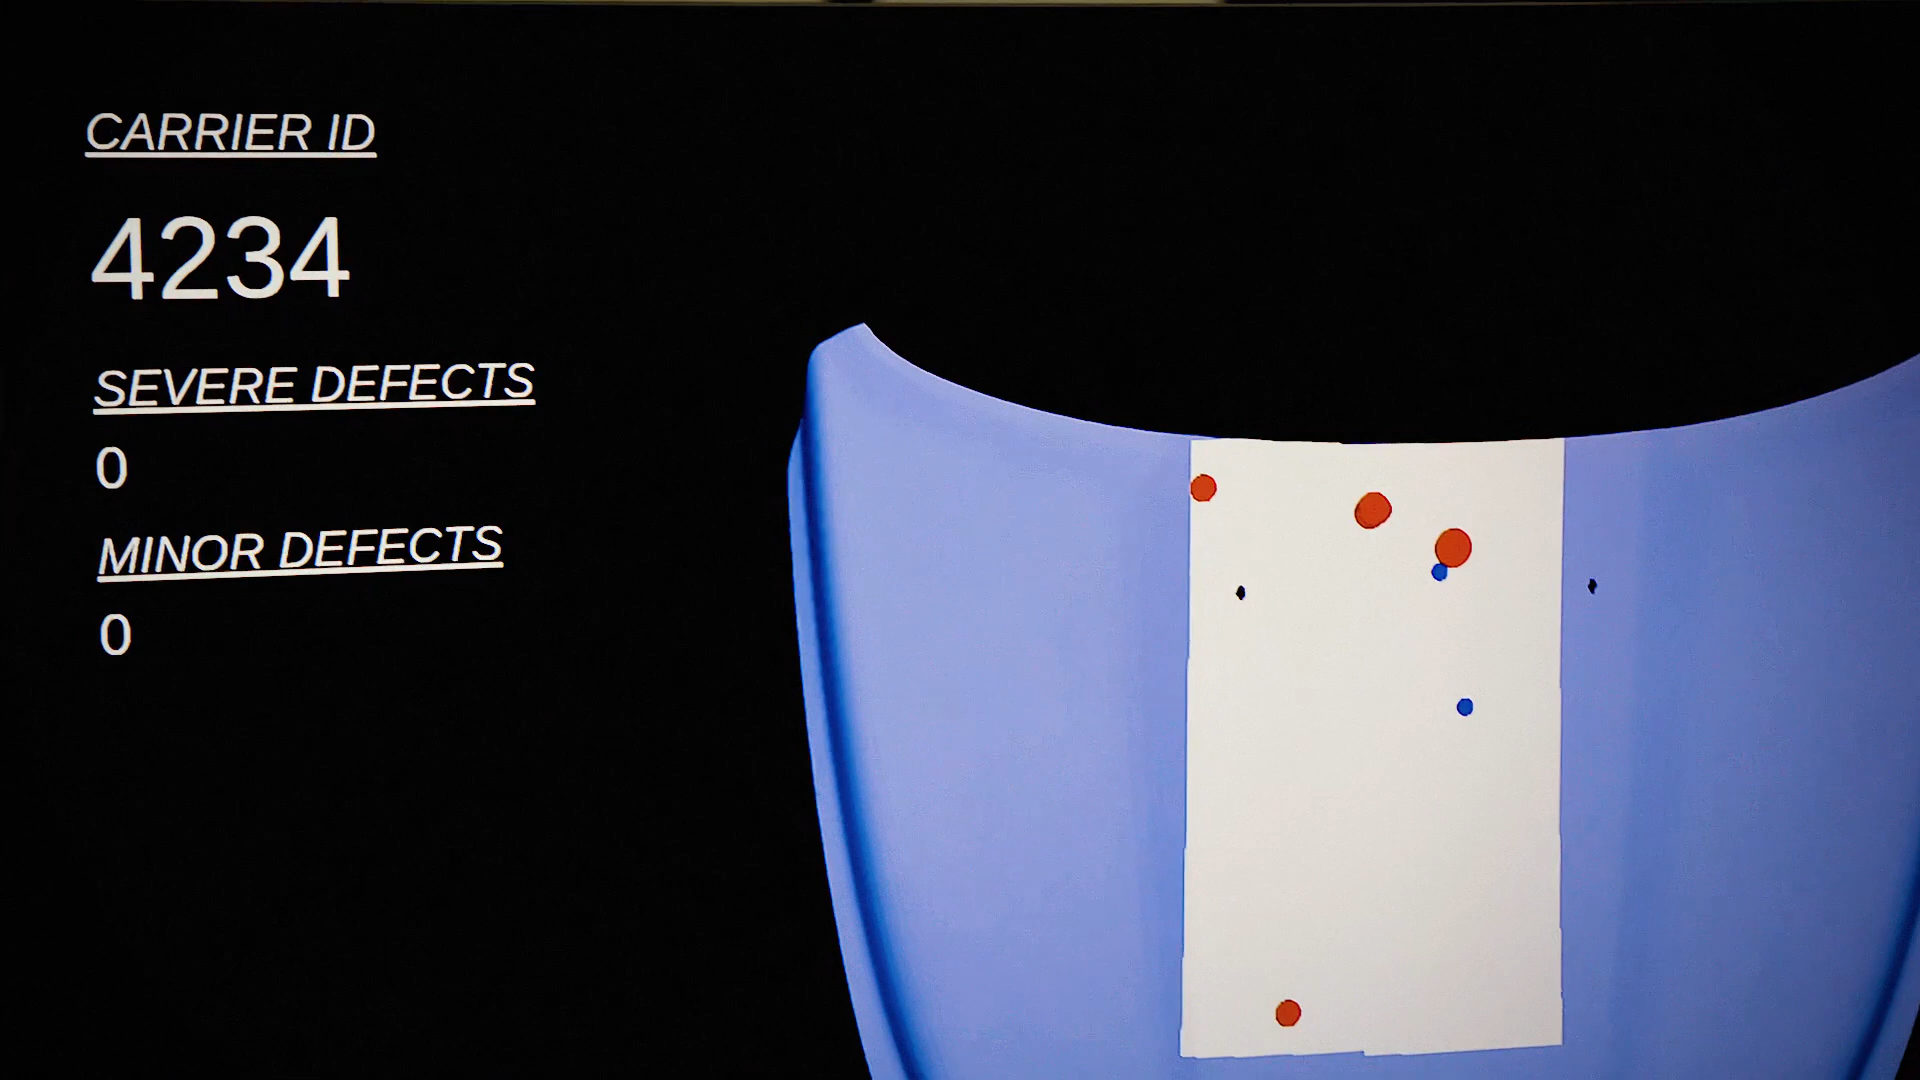 CARRIER ID
4234
SEVERE DEFECTS
0
MINOR DEFECTS
0